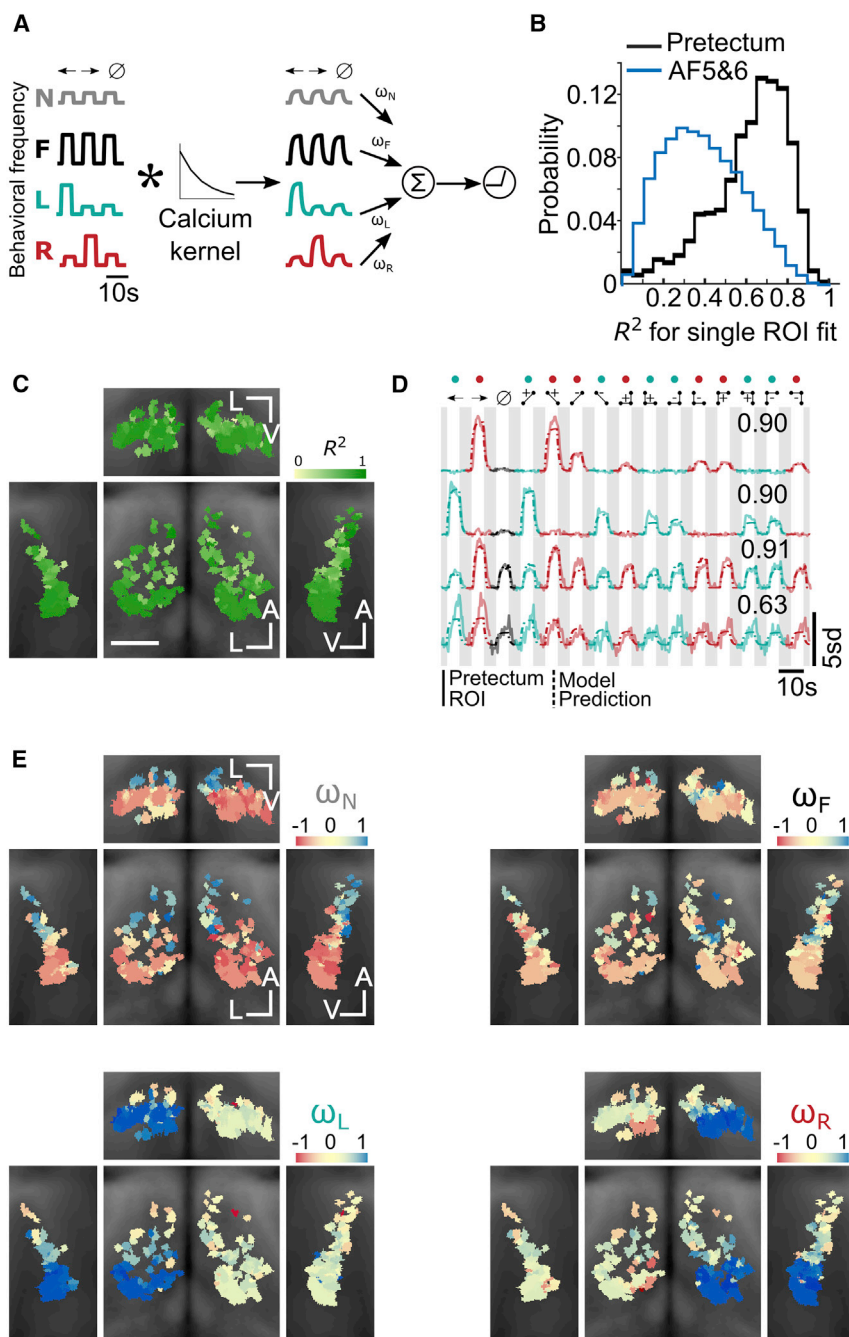 A
← → ∅
← → ∅
Behavioral frequency
N
F
L
R
*
Calcium
kernel
10s
ω_N
ω_F
ω_L
ω_R
Σ
B
Pretectum
AF5&6
Probability
0.12
0.08
0.04
0
0.2 0.4 0.6 0.8 1
R² for single ROI fit
C
L
V
R²
0 1
A
L
A
V
D
← → ∅ + + - - + + - - + + - -
0.90
0.90
0.91
0.63
5sd
10s
Pretectum
ROI
Model
Prediction
E
L
V
ω_N
-1 0 1
A
L
A
V
ω_F
-1 0 1
ω_L
-1 0 1
ω_R
-1 0 1